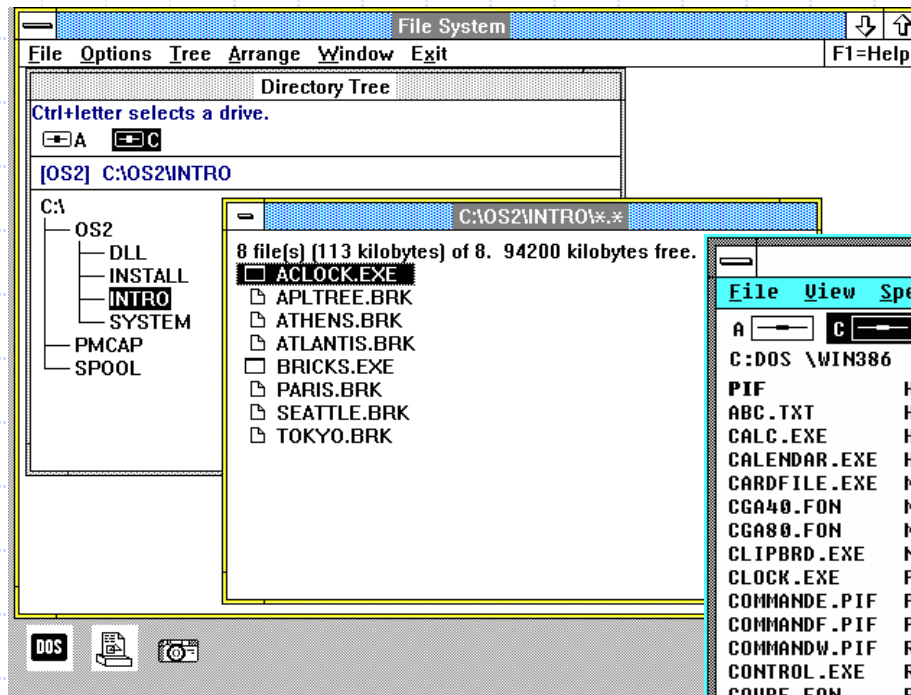 File System
File Options Tree Arrange Window Exit F1=Help
Directory Tree
Ctrl+letter selects a drive.
A C
[OS2] C:\OS2\INTRO
C:\
OS2
DLL
INSTALL
INTRO
SYSTEM
PMCAP
SPOOL
C:\OS2\INTRO\*.*
8 file(s) (113 kilobytes) of 8. 94200 kilobytes free.
ACLOCK.EXE
APLTREE.BRK
ATHENS.BRK
ATLANTIS.BRK
BRICKS.EXE
PARIS.BRK
SEATTLE.BRK
TOKYO.BRK
File View Spe
A C
C:DOS \WIN386
PIF
ABC.TXT
CALC.EXE
CALENDAR.EXE
CARDFILE.EXE
CGA40.FON
CGA80.FON
CLIPBRD.EXE
CLOCK.EXE
COMMANDE.PIF
COMMANDF.PIF
COMMANDW.PIF
CONTROL.EXE
DOS